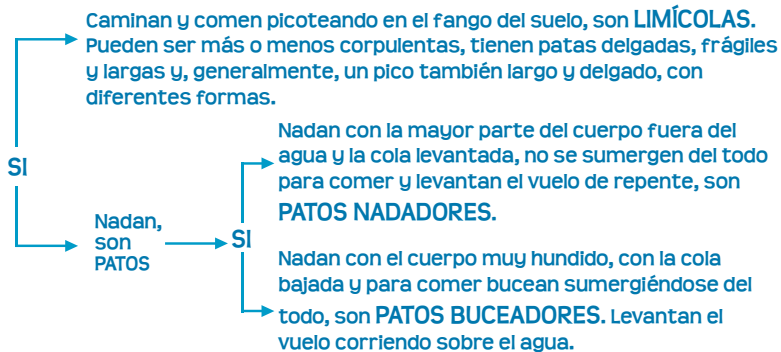 Caminan y comen picoteando en el fango del suelo, son LIMÍCOLAS.
Pueden ser más o menos corpulentas, tienen patas delgadas, frágiles
y largas y, generalmente, un pico también largo y delgado, con
diferentes formas.
SI
Nadan,
son
PATOS
SI
Nadan con la mayor parte del cuerpo fuera del
agua y la cola levantada, no se sumergen del todo
para comer y levantan el vuelo de repente, son
PATOS NADADORES.
Nadan con el cuerpo muy hundido, con la cola
bajada y para comer bucean sumergiéndose del
todo, son PATOS BUCEADORES. Levantan el
vuelo corriendo sobre el agua.